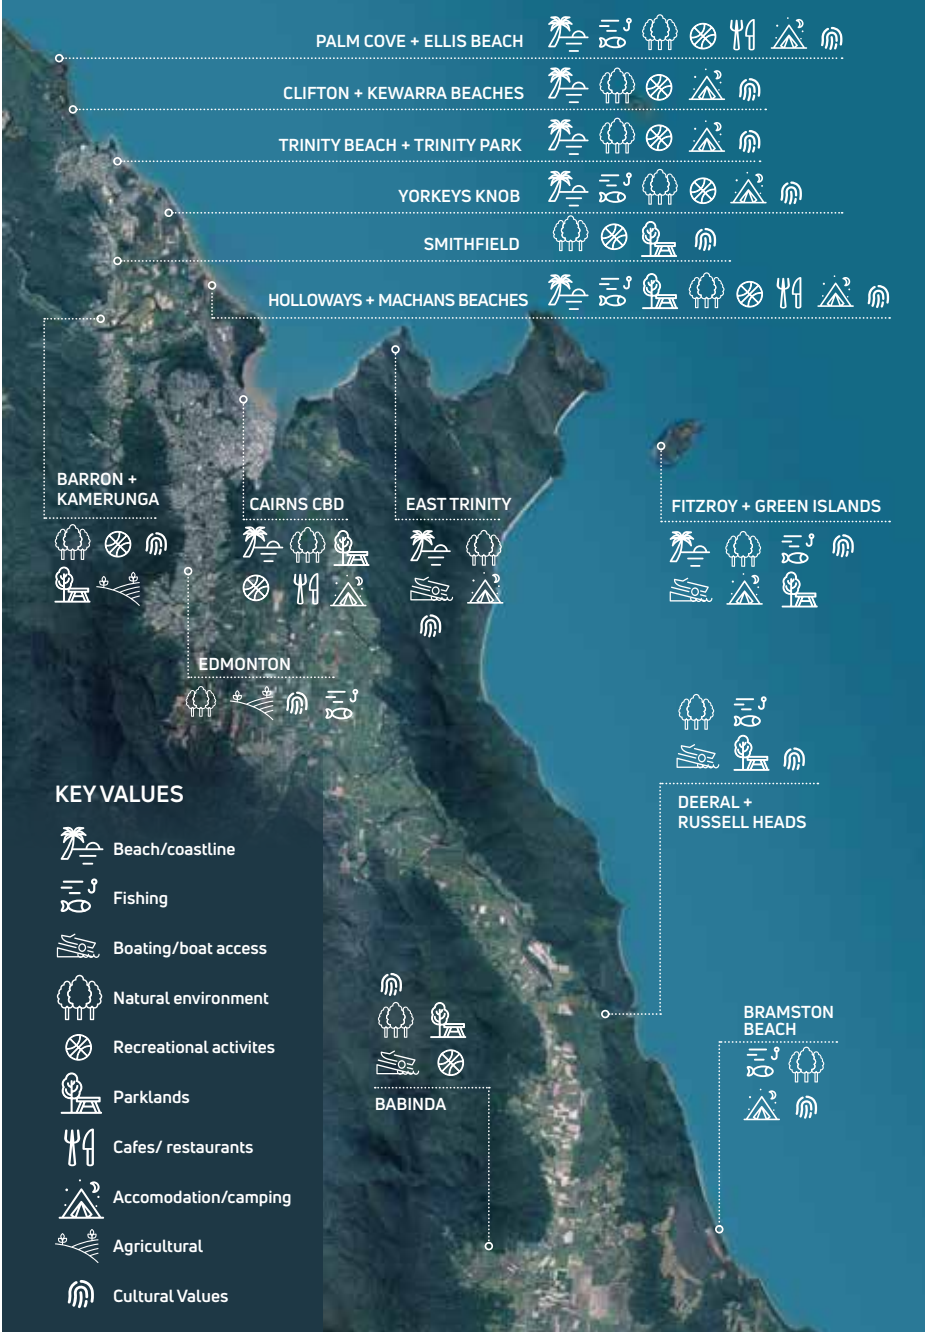 PALM COVE + ELLIS BEACH
CLIFTON + KEWARRA BEACHES
TRINITY BEACH + TRINITY PARK
YORKEYS KNOB
SMITHFIELD
HOLLOWAYS + MACHANS BEACHES
BARRON +
KAMERUNGA
CAIRNS CBD
EAST TRINITY
FITZROY + GREEN ISLANDS
EDMONTON
DEERAL +
RUSSELL HEADS
KEY VALUES
Beach/coastline
Fishing
Boating/boat access
Natural environment
Recreational activites
Parklands
Cafes/ restaurants
Accomodation/camping
Agricultural
Cultural Values
BABINDA
BRAMSTON
BEACH